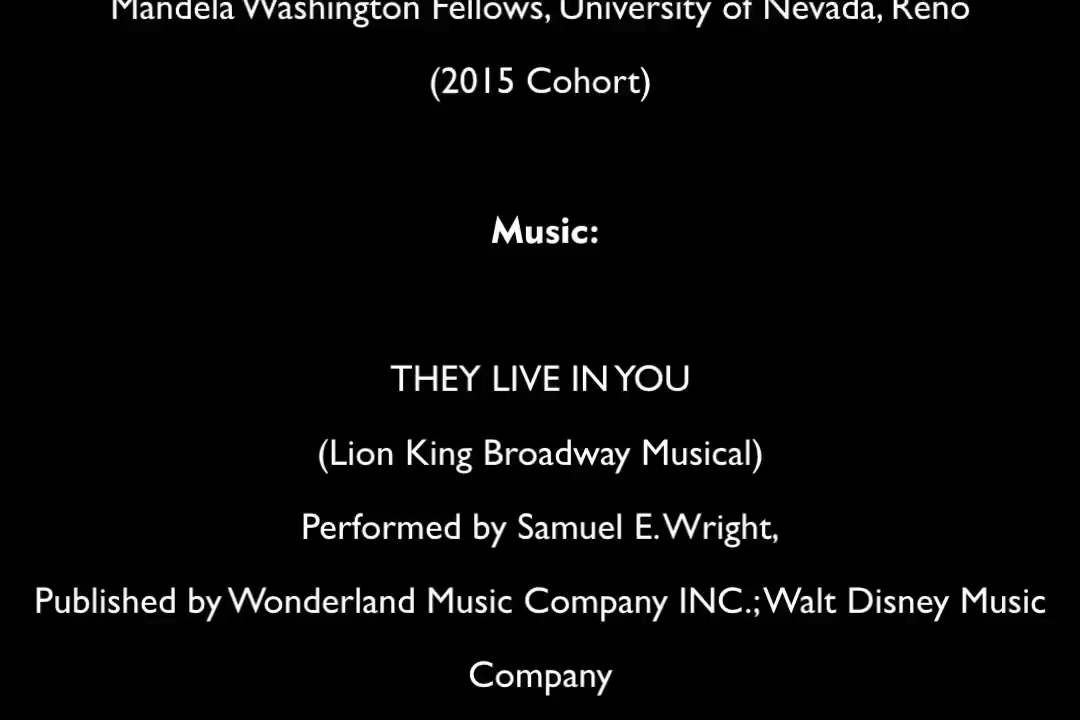 Mandela Washington Fellows, University of Nevada, Reno
(2015 Cohort)
Music:
THEY LIVE IN YOU
(Lion King Broadway Musical)
Performed by Samuel E. Wright,
Published by Wonderland Music Company INC.; Walt Disney Music
Company